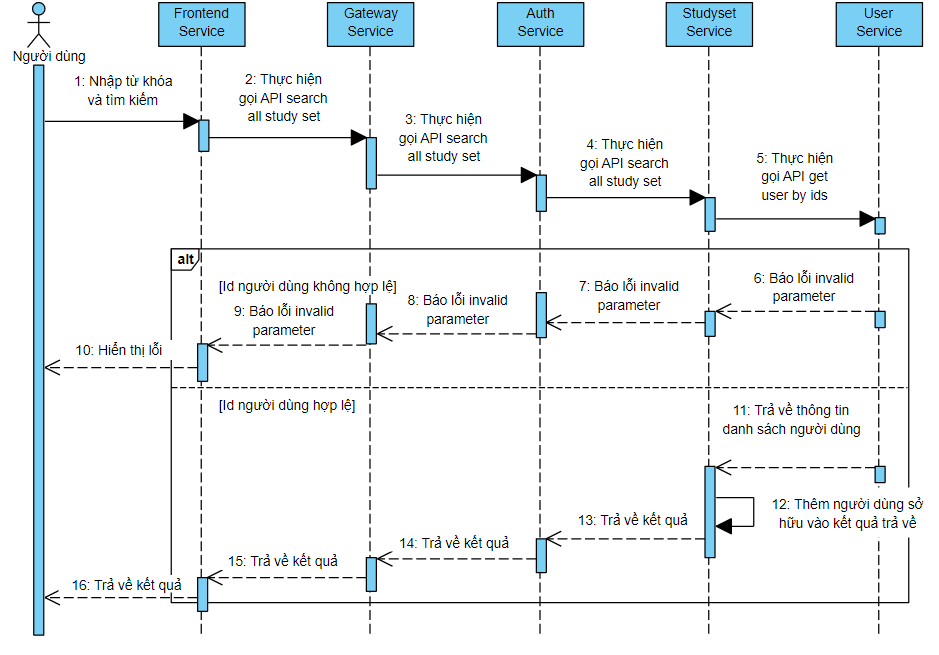 Người dùng
Frontend
Service
Gateway
Service
Auth
Service
Studyset
Service
User
Service
1: Nhập từ khóa
và tìm kiếm
2: Thực hiện
gọi API search
all study set
3: Thực hiện
gọi API search
all study set
4: Thực hiện
gọi API search
all study set
5: Thực hiện
gọi API get
user by ids
alt
[Id người dùng không hợp lệ]
6: Báo lỗi invalid
parameter
7: Báo lỗi invalid
parameter
8: Báo lỗi invalid
parameter
9: Báo lỗi invalid
parameter
10: Hiển thị lỗi
[Id người dùng hợp lệ]
11: Trả về thông tin
danh sách người dùng
12: Thêm người dùng sở
hữu vào kết quả trả về
13: Trả về kết quả
14: Trả về kết quả
15: Trả về kết quả
16: Trả về kết quả